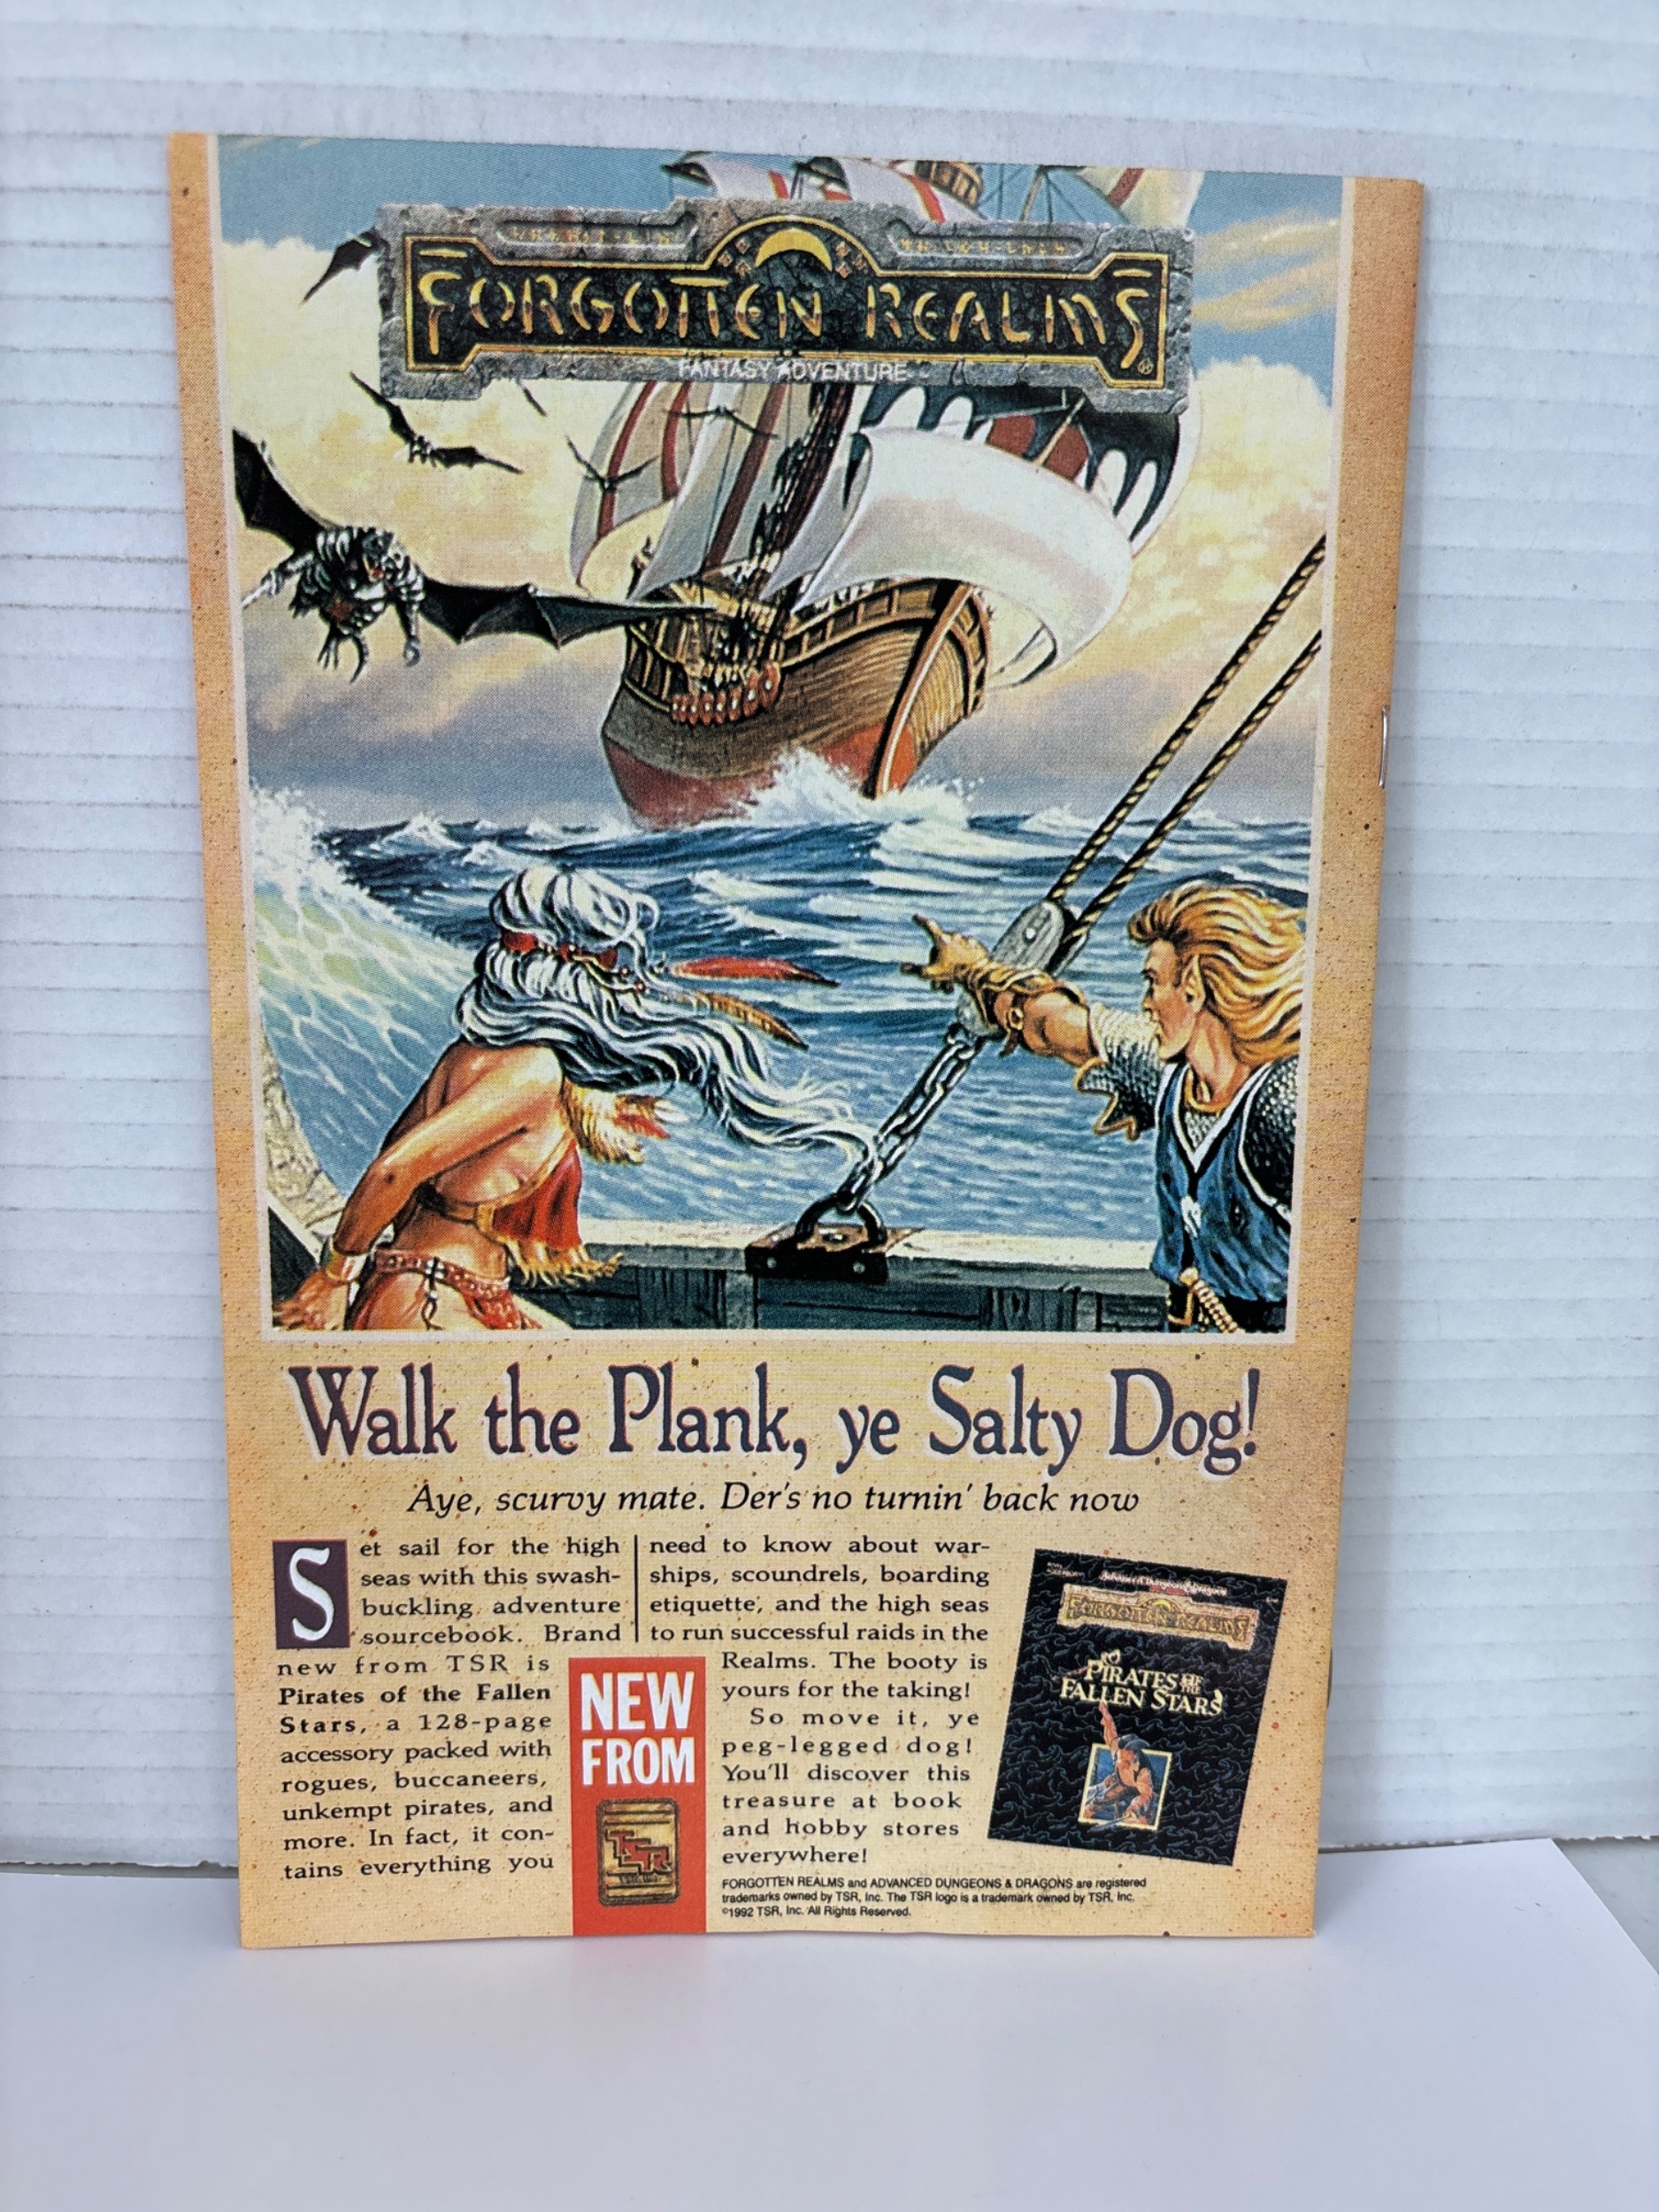 FORGOTTEN REALMS®
FANTASY ADVENTURE
Walk the Plank, ye Salty Dog!
Aye, scurvy mate. Der's no turnin' back now
Set sail for the high
seas with this swash-
buckling adventure
sourcebook. Brand
new from TSR is
Pirates of the Fallen
Stars, a 128-page
accessory packed with
rogues, buccaneers,
unkempt pirates, and
more. In fact, it con-
tains everything you
need to know about war-
ships, scoundrels, boarding
etiquette, and the high seas
to run successful raids in the
Realms. The booty is
yours for the taking!
So move it, ye
peg-legged dog!
You'll discover this
treasure at book
and hobby stores
everywhere!
NEW
FROM
TSR
Advanced Dungeons & Dragons
FORGOTTEN REALMS
PIRATES OF THE
FALLEN STARS
FORGOTTEN REALMS and ADVANCED DUNGEONS & DRAGONS are registered
trademarks owned by TSR, Inc. The TSR logo is a trademark owned by TSR, Inc.
©1992 TSR, Inc. All Rights Reserved.